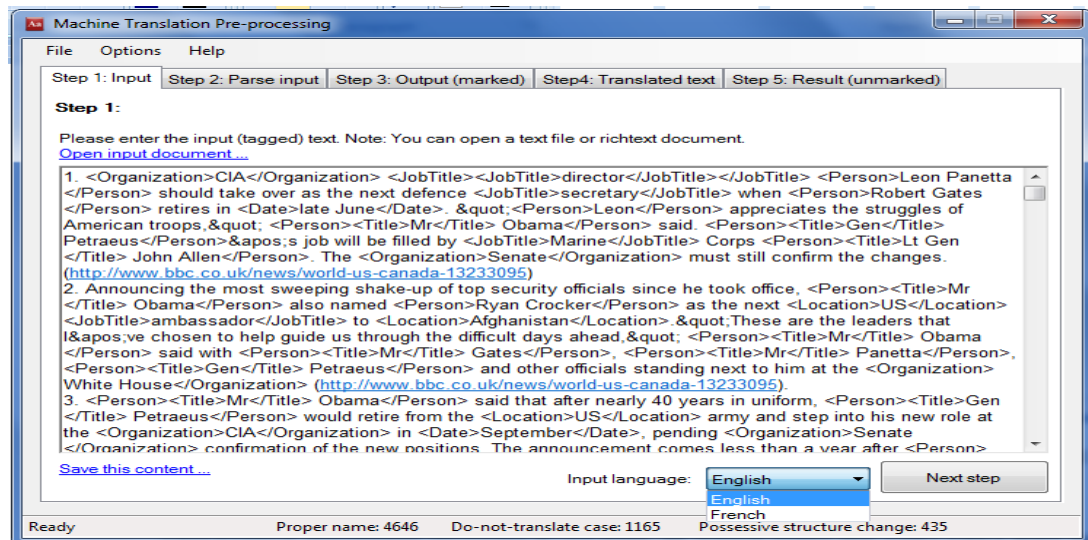 Aa Machine Translation Pre-processing
File Options Help
Step 1: Input Step 2: Parse input Step 3: Output (marked) Step4: Translated text Step 5: Result (unmarked)
Step 1:
Please enter the input (tagged) text. Note: You can open a text file or richtext document.
Open input document ...
1. <Organization>CIA</Organization> <JobTitle><JobTitle>director</JobTitle></JobTitle> <Person>Leon Panetta
</Person> should take over as the next defence <JobTitle>secretary</JobTitle> when <Person>Robert Gates
</Person> retires in <Date>late June</Date>. &quot;<Person>Leon</Person> appreciates the struggles of
American troops,&quot; <Person><Title>Mr</Title> Obama</Person> said. <Person><Title>Gen</Title>
Petraeus</Person>&apos;s job will be filled by <JobTitle>Marine</JobTitle> Corps <Person><Title>Lt Gen
</Title> John Allen</Person>. The <Organization>Senate</Organization> must still confirm the changes.
(http://www.bbc.co.uk/news/world-us-canada-13233095)
2. Announcing the most sweeping shake-up of top security officials since he took office, <Person><Title>Mr
</Title> Obama</Person> also named <Person>Ryan Crocker</Person> as the next <Location>US</Location>
<JobTitle>ambassador</JobTitle> to <Location>Afghanistan</Location>.&quot;These are the leaders that
I&apos;ve chosen to help guide us through the difficult days ahead,&quot; <Person><Title>Mr</Title> Obama
</Person> said with <Person><Title>Mr</Title> Gates</Person>, <Person><Title>Mr</Title> Panetta</Person>,
<Person><Title>Gen</Title> Petraeus</Person> and other officials standing next to him at the <Organization>
White House</Organization> (http://www.bbc.co.uk/news/world-us-canada-13233095).
3. <Person><Title>Mr</Title> Obama</Person> said that after nearly 40 years in uniform, <Person><Title>Gen
</Title> Petraeus</Person> would retire from the <Location>US</Location> army and step into his new role at
the <Organization>CIA</Organization> in <Date>September</Date>, pending <Organization>Senate
</Organization> confirmation of the new positions. The announcement comes less than a year after <Person>
Save this content ...
Input language: English Next step
English
French
Ready Proper name: 4646 Do-not-translate case: 1165 Possessive structure change: 435